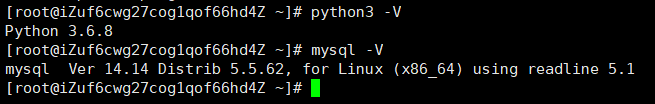 [root@iZuf6cwg27cog1qof66hd4Z ~]# python3 -V
Python 3.6.8
[root@iZuf6cwg27cog1qof66hd4Z ~]# mysql -V
mysql  Ver 14.14 Distrib 5.5.62, for Linux (x86_64) using readline 5.1
[root@iZuf6cwg27cog1qof66hd4Z ~]#